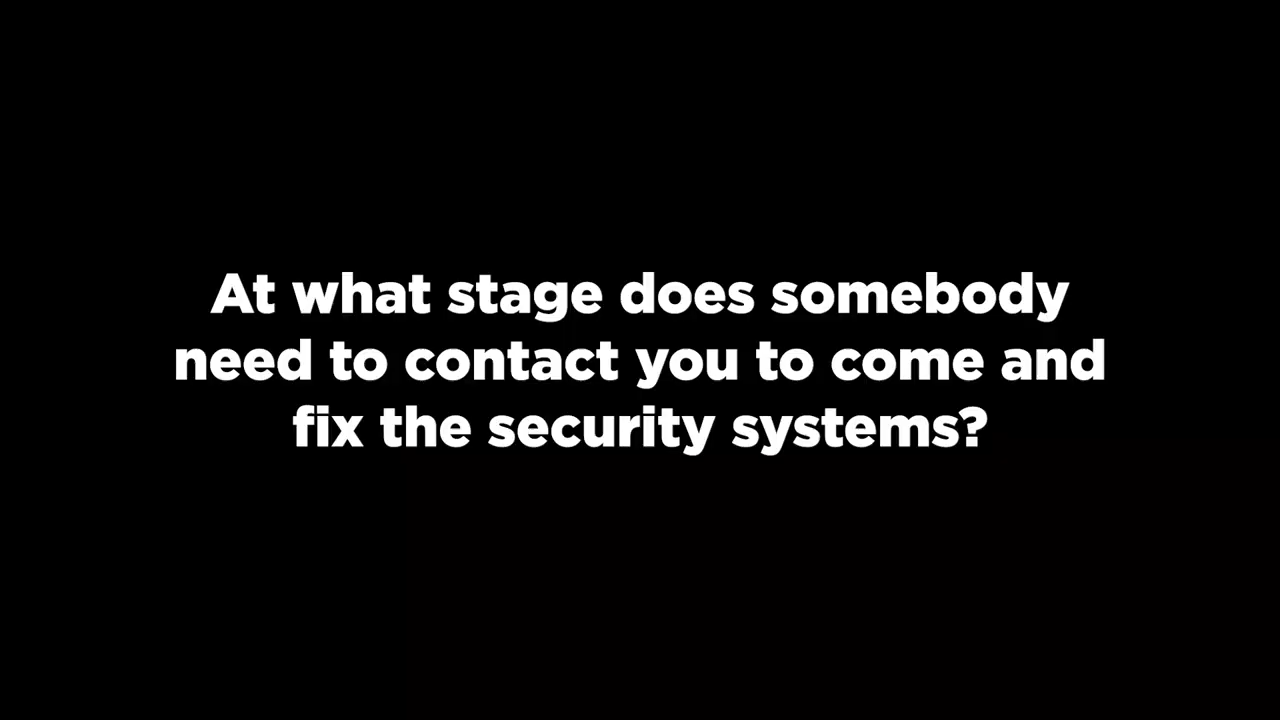 At what stage does somebody
need to contact you to come and
fix the security systems?